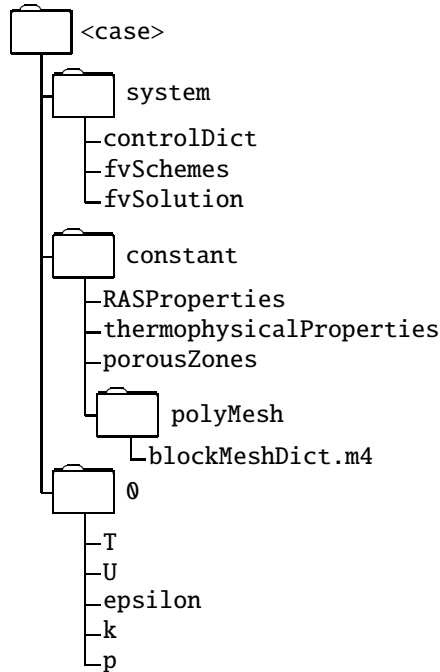 <case>
system
controlDict
fvSchemes
fvSolution
constant
RASProperties
thermophysicalProperties
porousZones
polyMesh
blockMeshDict.m4
0
T
U
epsilon
k
p